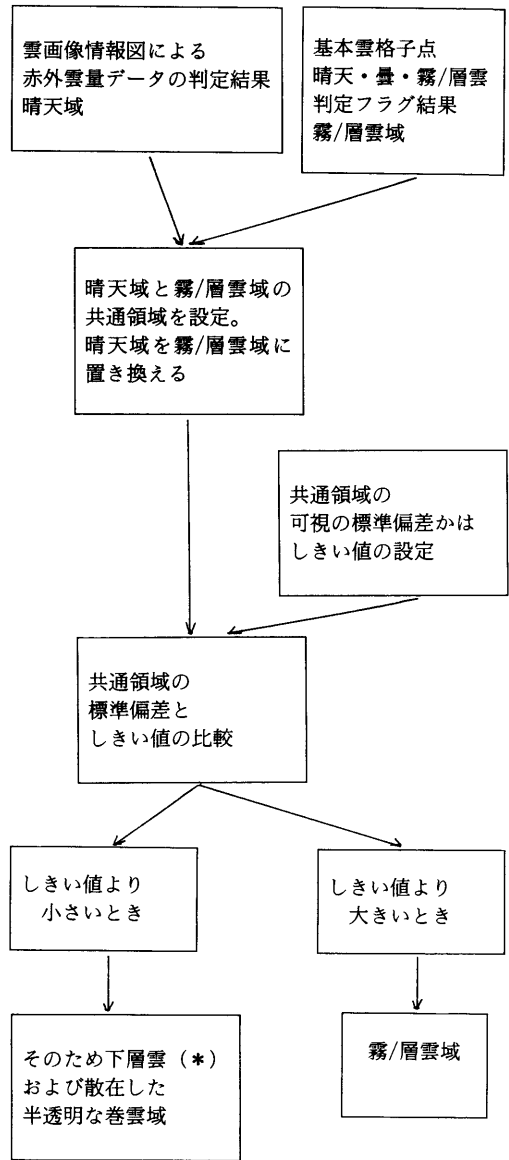 雲画像情報図による
赤外雲量データの判定結果
晴天域
基本雲格子点
晴天・曇・霧/層雲
判定フラグ結果
霧/層雲域
晴天域と霧/層雲域の
共通領域を設定。
晴天域を霧/層雲域に
置き換える
共通領域の
可視の標準偏差かは
しきい値の設定
共通領域の
標準偏差と
しきい値の比較
しきい値より
小さいとき
しきい値より
大きいとき
そのため下層雲(*)
および散在した
半透明な巻雲域
霧/層雲域